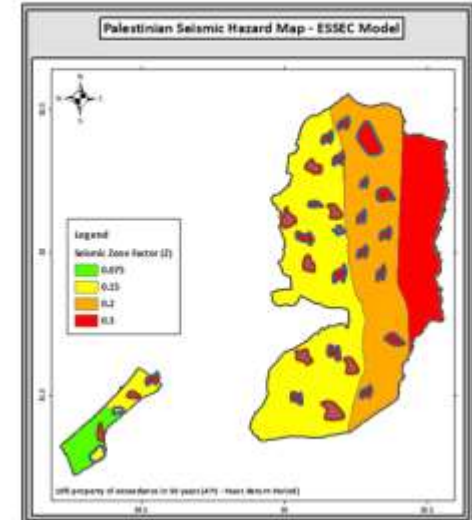 Palestinian Seismic Hazard Map - ESSEC Model
N
Legend
Seismic Zone Factor (Z)
0.075
0.15
0.2
0.3
10% property of exceedance in 50 years (475 - Years Return Period)